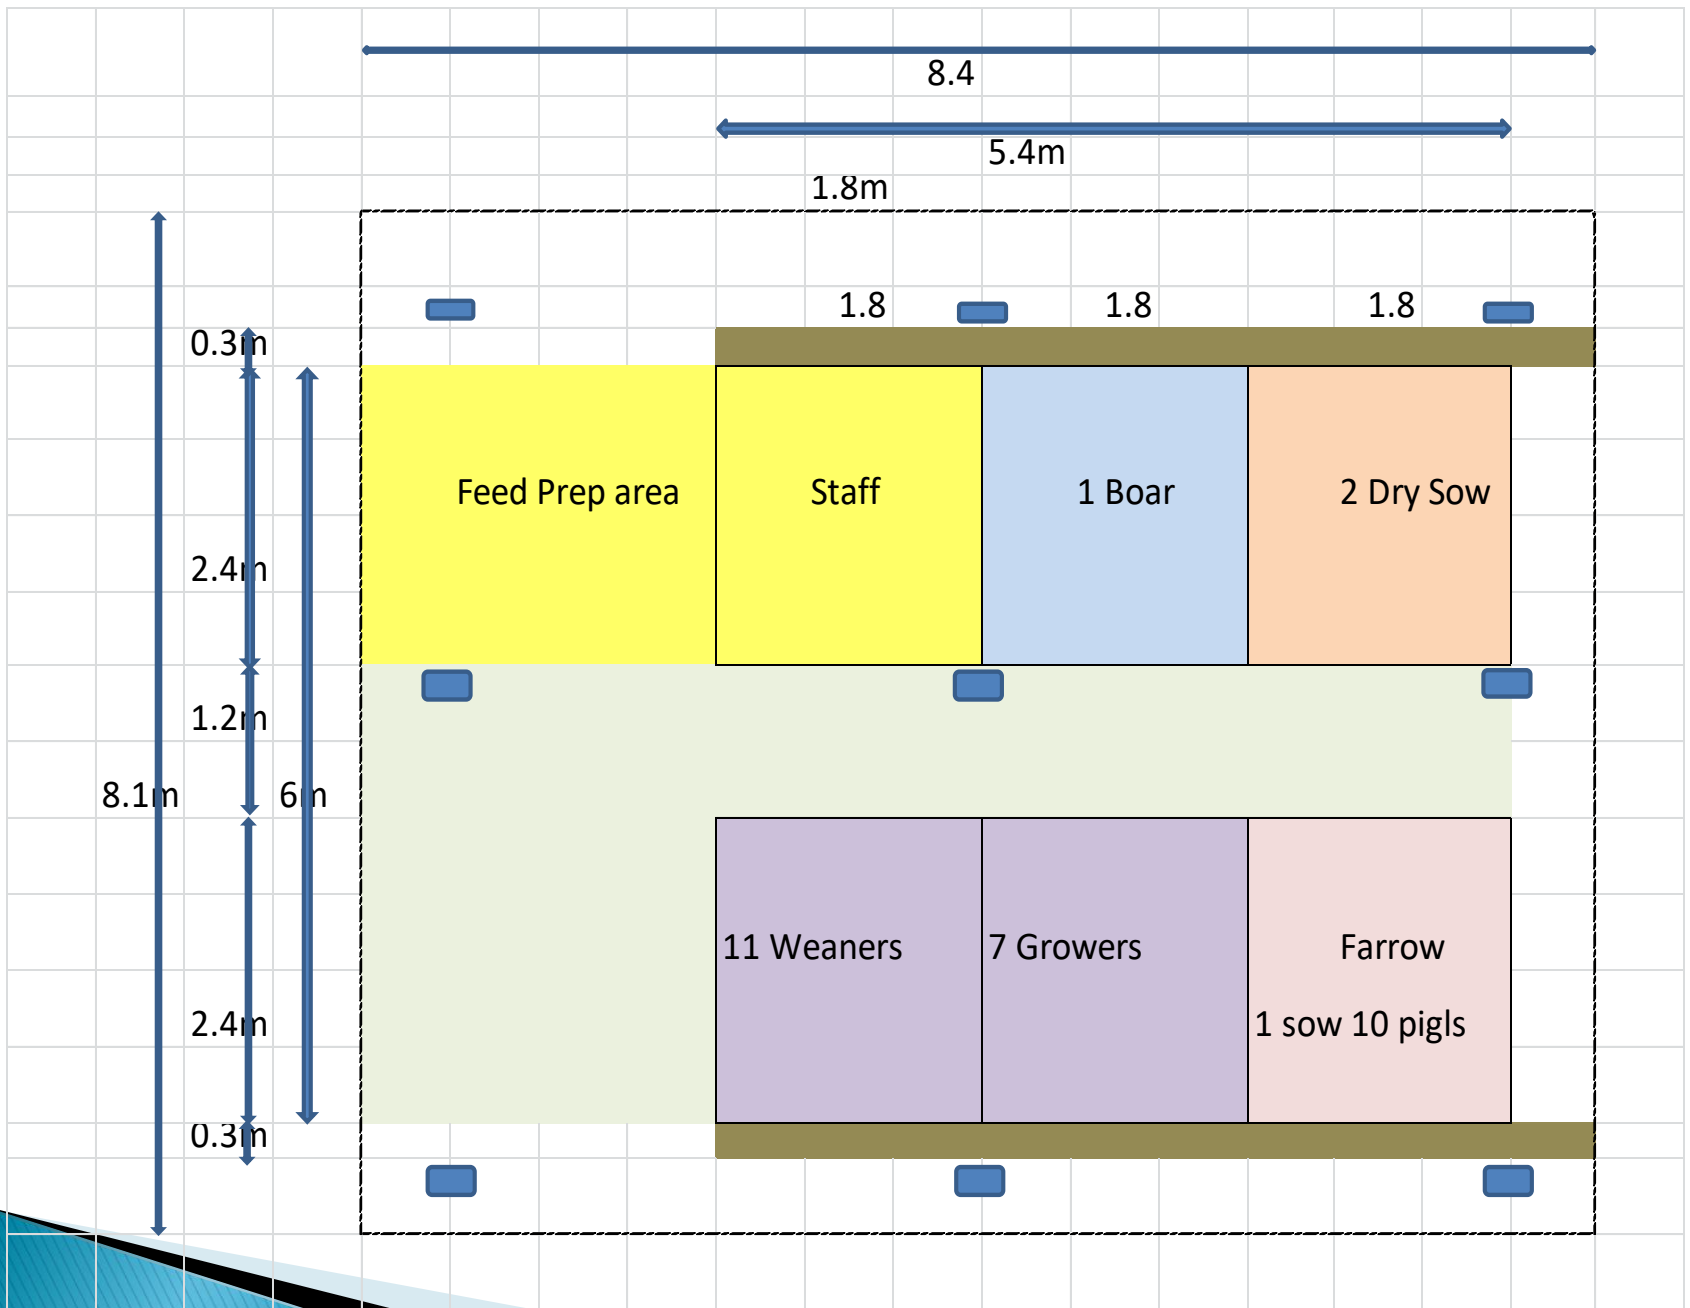 8.4
5.4m
1.8m
1.8 1.8 1.8
0.3m
Feed Prep area Staff 1 Boar 2 Dry Sow
2.4m
1.2m
8.1m 6m
11 Weaners 7 Growers Farrow
2.4m 1 sow 10 pigls
0.3m